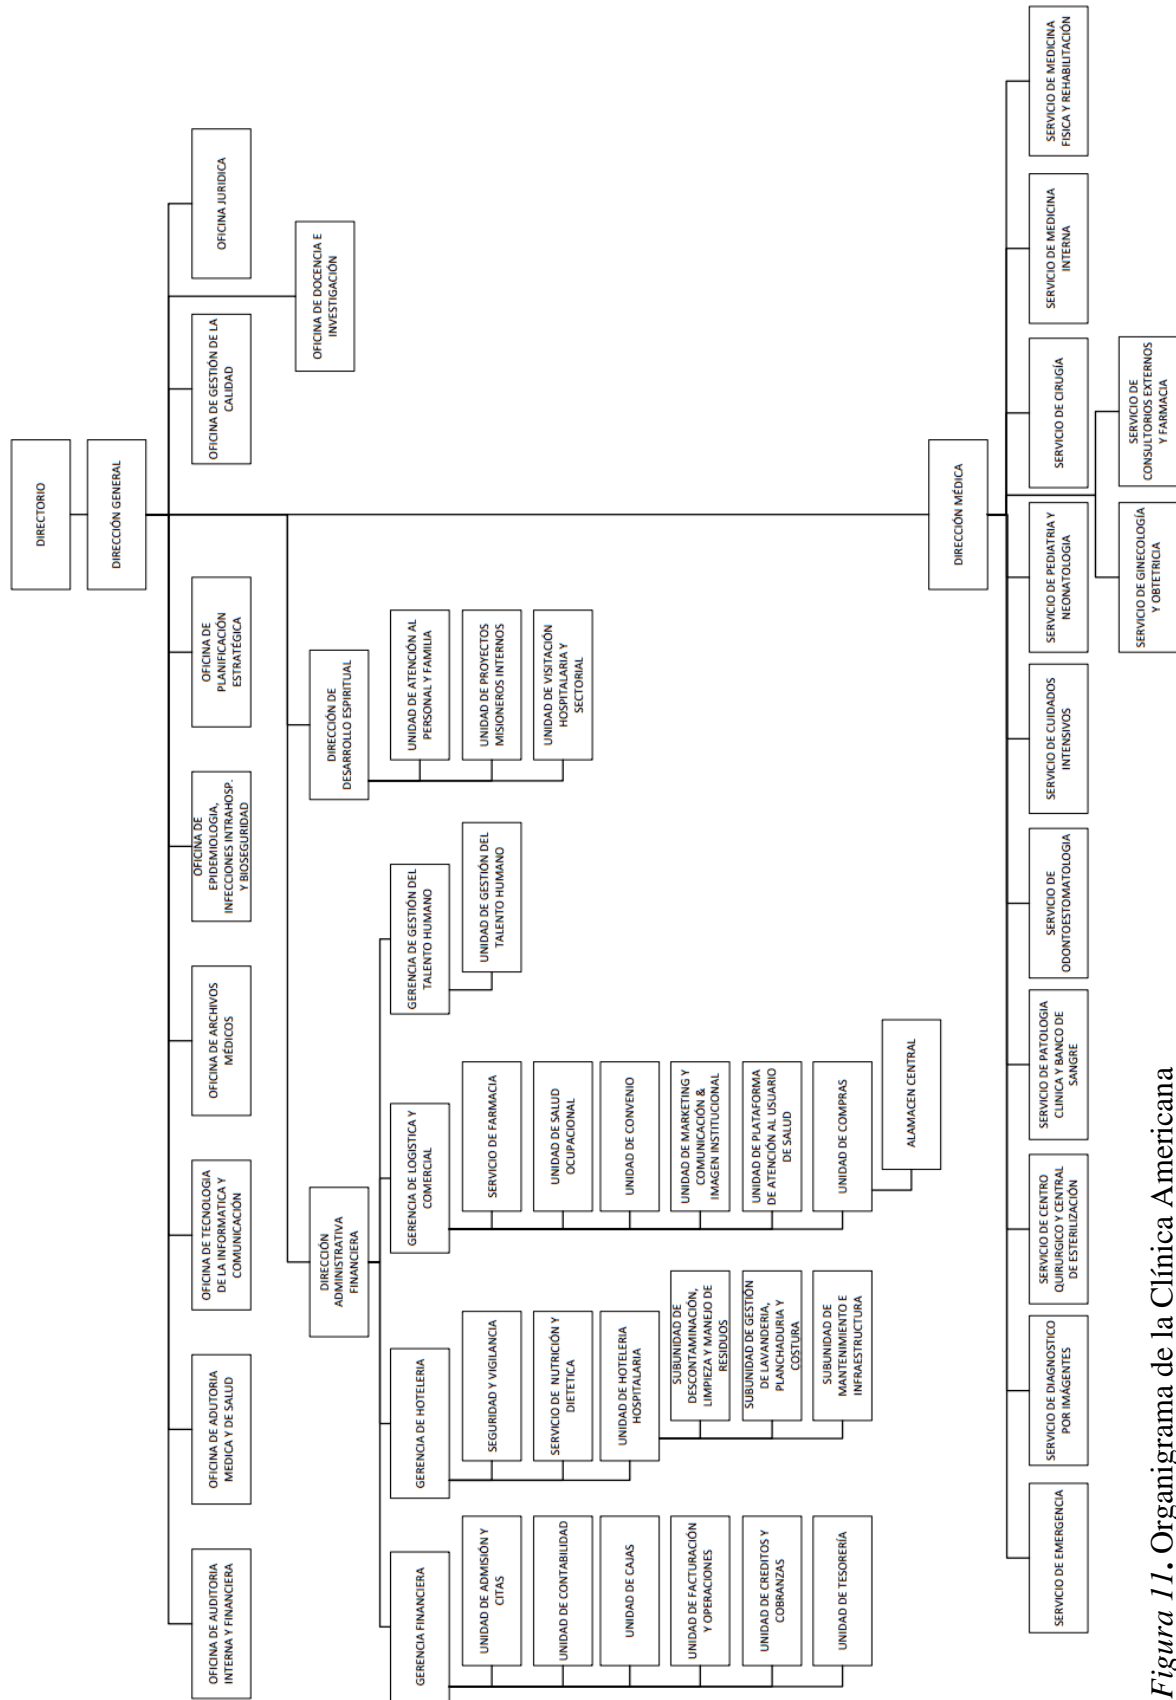 DIRECTORIO
DIRECCIÓN GENERAL
OFICINA DE AUDITORIA
INTERNA Y FINANCIERA
OFICINA DE ADUTORIA
MEDICA Y DE SALUD
OFICINA DE TECNOLOGIA
DE LA INFORMATICA Y
COMUNICACIÓN
OFICINA DE ARCHIVOS
MÉDICOS
OFICINA DE
EPIDEMIOLOGIA,
INFECCIONES INTRAHOSP.
Y BIOSEGURIDAD
OFICINA DE
PLANIFICACIÓN
ESTRATÉGICA
OFICINA DE GESTIÓN DE LA
CALIDAD
OFICINA JURIDICA
OFICINA DE DOCENCIA E
INVESTIGACIÓN
DIRECCIÓN
ADMINISTRATIVA
FINANCIERA
DIRECCIÓN DE
DESARROLLO ESPIRITUAL
GERENCIA FINANCIERA
GERENCIA DE HOTELERIA
GERENCIA DE LOGISTICA Y
COMERCIAL
GERENCIA DE GESTIÓN DEL
TALENTO HUMANO
UNIDAD DE ATENCIÓN AL
PERSONAL Y FAMILIA
UNIDAD DE ADMISIÓN Y
CITAS
SEGURIDAD Y VIGILANCIA
SERVICIO DE FARMACIA
UNIDAD DE GESTIÓN DEL
TALENTO HUMANO
UNIDAD DE PROYECTOS
MISIONEROS INTERNOS
UNIDAD DE CONTABILIDAD
SERVICIO DE NUTRICIÓN Y
DIETETICA
UNIDAD DE SALUD
OCUPACIONAL
UNIDAD DE VISITACIÓN
HOSPITALARIA Y
SECTORIAL
UNIDAD DE CAJAS
UNIDAD DE HOTELERIA
HOSPITALARIA
UNIDAD DE CONVENIO
UNIDAD DE FACTURACIÓN
Y OPERACIONES
SUBUNIDAD DE
DESCONTAMINACIÓN,
LIMPIEZA Y MANEJO DE
RESIDUOS
UNIDAD DE MARKETING Y
COMUNICACIÓN &
IMAGEN INSTITUCIONAL
UNIDAD DE CREDITOS Y
COBRANZAS
SUBUNIDAD DE GESTIÓN
DE LAVANDERIA,
PLANCHADURIA Y
COSTURA
UNIDAD DE PLATAFORMA
DE ATENCIÓN AL USUARIO
DE SALUD
UNIDAD DE TESORERÍA
SUBUNIDAD DE
MANTENIMIENTO E
INFRAESTRUCTURA
UNIDAD DE COMPRAS
ALAMACEN CENTRAL
DIRECCIÓN MÉDICA
SERVICIO DE EMERGENCIA
SERVICIO DE DIAGNOSTICO
POR IMÁGENTES
SERVICIO DE CENTRO
QUIRURGICO Y CENTRAL
DE ESTERILIZACIÓN
SERVICIO DE PATOLOGIA
CLINICA Y BANCO DE
SANGRE
SERVICIO DE
ODONTOESTOMATOLOGIA
SERVICIO DE CUIDADOS
INTENSIVOS
SERVICIO DE PEDIATRIA Y
NEONATOLOGIA
SERVICIO DE CIRUGÍA
SERVICIO DE MEDICINA
INTERNA
SERVICIO DE MEDICINA
FISICA Y REHABILITACIÓN
SERVICIO DE GINECOLOGÍA
Y OBTETRICIA
SERVICIO DE
CONSULTORIOS EXTERNOS
Y FARMACIA
Figura 11. Organigrama de la Clínica Americana